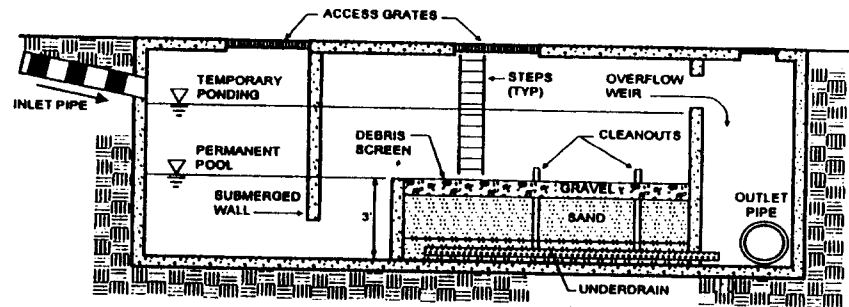 ACCESS GRATES
TEMPORARY
PONDING
INLET PIPE
STEPS
(TYP)
OVERFLOW
WEIR
PERMANENT
POOL
DEBRIS
SCREEN
CLEANOUTS
SUBMERGED
WALL
3'
GRAVEL
SAND
OUTLET
PIPE
UNDERDRAIN